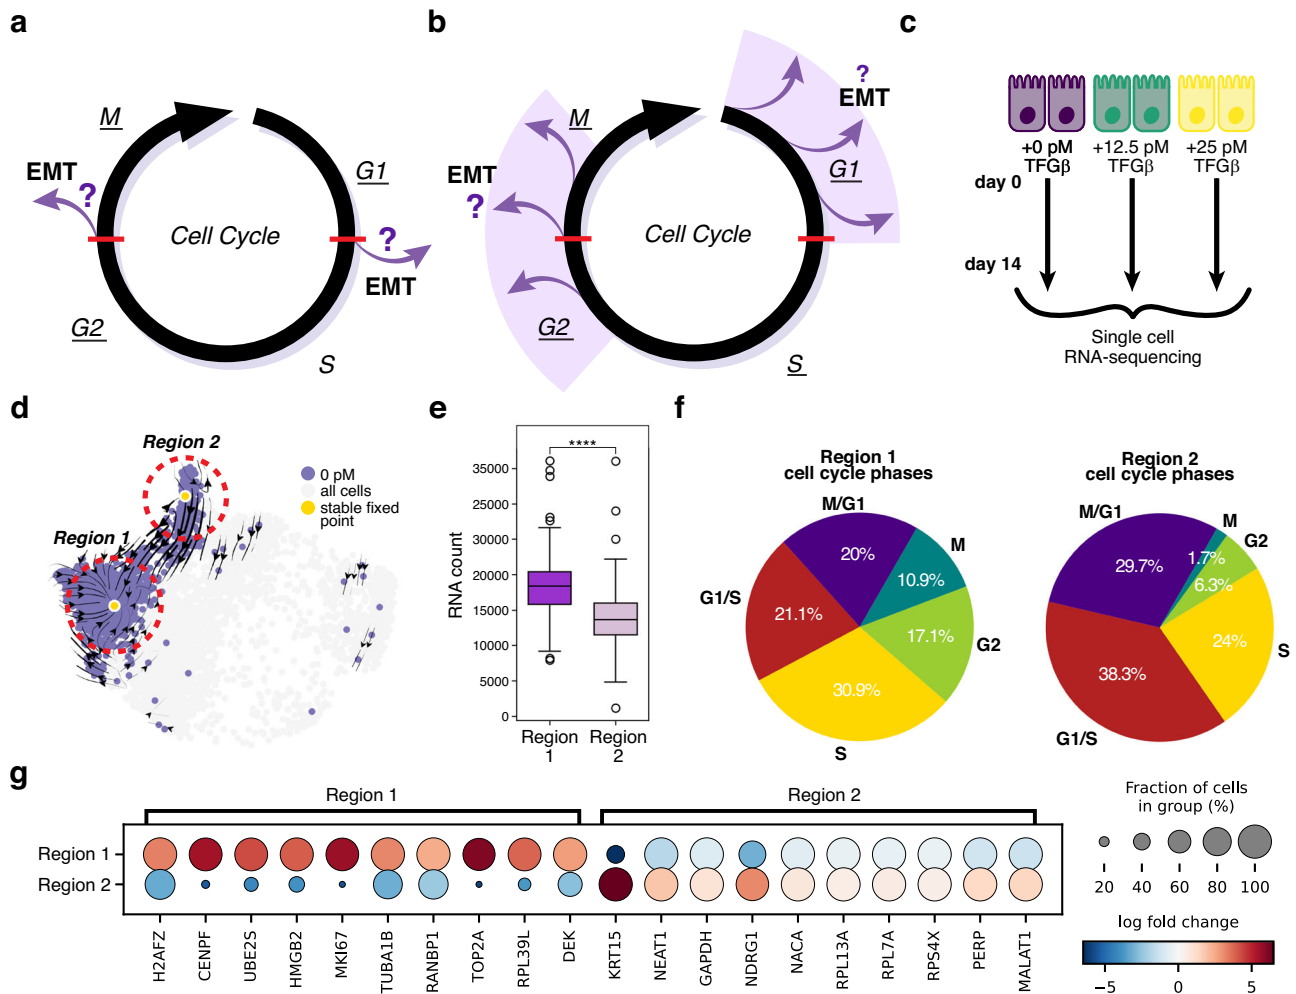 a
M
G1
EMT
?
Cell Cycle
?
EMT
G2
S
b
M
?
EMT
G1
EMT
?
Cell Cycle
G2
S
c
+0 pM
TFGβ
+12.5 pM
TFGβ
+25 pM
TFGβ
day 0
day 14
Single cell
RNA-sequencing
d
Region 2
Region 1
0 pM
all cells
stable fixed
point
e
RNA count
35000
25000
30000
20000
15000
10000
5000
0
****
Region
1
Region
2
f
Region 1
cell cycle phases
M/G1
20%
M
10.9%
G1/S
21.1%
17.1%
G2
30.9%
S
Region 2
cell cycle phases
M/G1
M
29.7%
1.7%
G2
6.3%
24%
S
38.3%
G1/S
g
Region 1
Region 2
Region 1
Region 2
H2AFZ
CENPF
UBE2S
HMGB2
MKI67
TUBA1B
RANBP1
TOP2A
RPL39L
DEK
KRT15
NEAT1
GAPDH
NDRG1
NACA
RPL13A
RPL7A
RPS4X
PERP
MALAT1
Fraction of cells
in group (%)
20 40 60 80 100
log fold change
−5 0 5